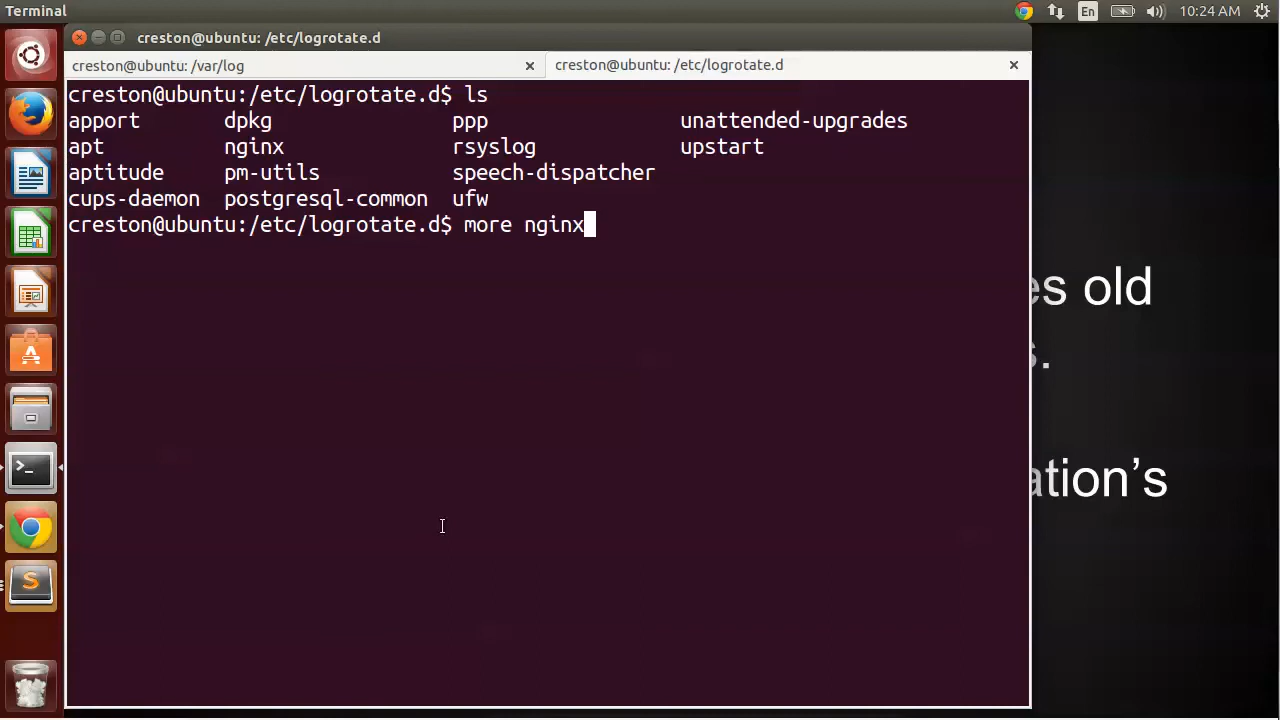 Terminal
En
10:24 AM
creston@ubuntu: /etc/logrotate.d
creston@ubuntu: /var/log
creston@ubuntu: /etc/logrotate.d
creston@ubuntu:/etc/logrotate.d$ ls
apport dpkg ppp unattended-upgrades
apt nginx rsyslog upstart
aptitude pm-utils speech-dispatcher
cups-daemon postgresql-common ufw
creston@ubuntu:/etc/logrotate.d$ more nginx
es old
s.
ation’s